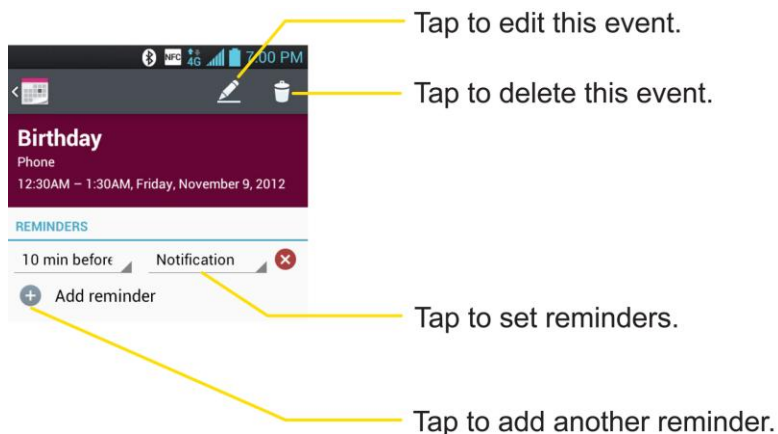 Tap to edit this event.
NFC 4G 7:00 PM
Tap to delete this event.
Birthday
Phone
12:30AM – 1:30AM, Friday, November 9, 2012
REMINDERS
10 min before Notification
Add reminder
Tap to set reminders.
Tap to add another reminder.